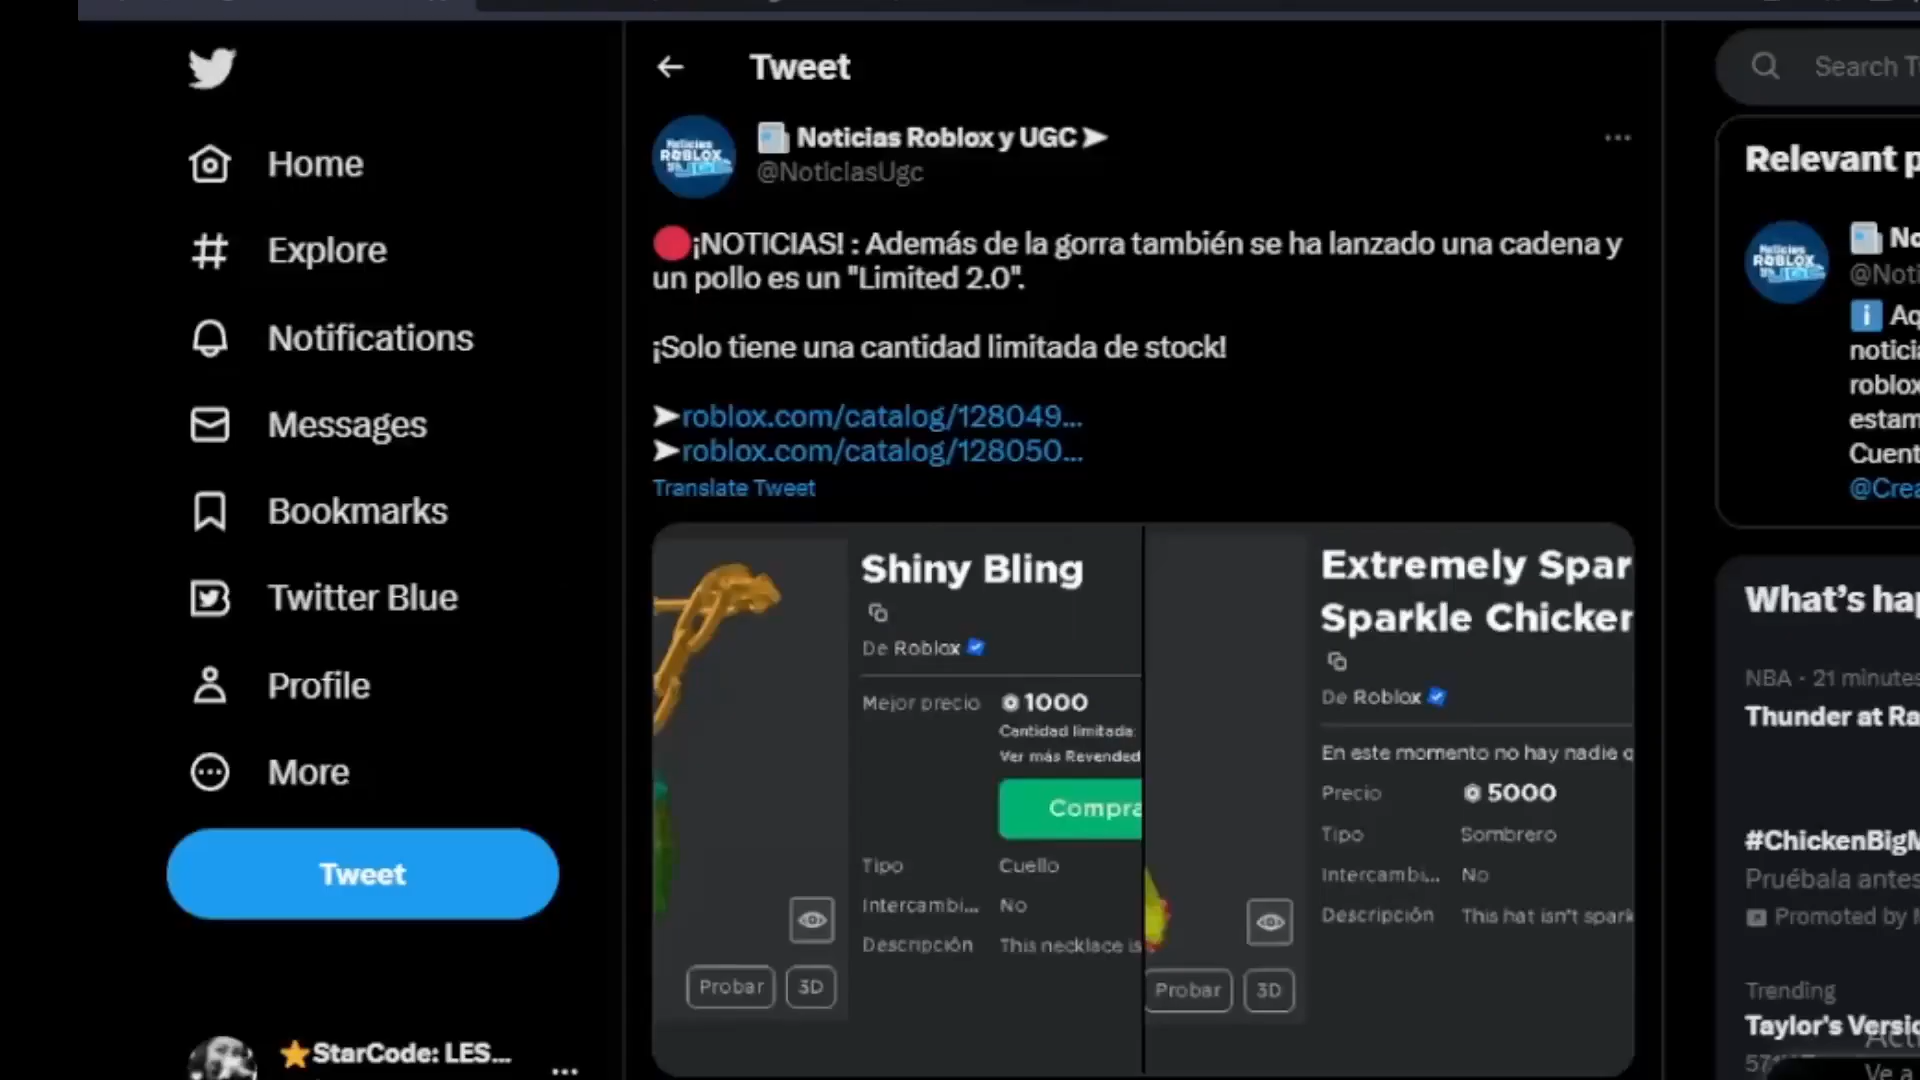 Tweet
Noticias Roblox y UGC ➤
@NoticiasUgc
🔴¡NOTICIAS! : Además de la gorra también se ha lanzado una cadena y
un pollo es un "Limited 2.0".
¡Solo tiene una cantidad limitada de stock!
➤roblox.com/catalog/128049...
➤roblox.com/catalog/128050...
Translate Tweet
Shiny Bling
De Roblox
Mejor precio 1000
Cantidad limitada:
Ver más Revended
Compra
Tipo Cuello
Intercambi... No
Descripción This necklace is
Probar 3D
Extremely Spar
Sparkle Chicken
De Roblox
En este momento no hay nadie q
Precio 5000
Tipo Sombrero
Intercambi... No
Descripción This hat isn't spark
Probar 3D
Home
Explore
Notifications
Messages
Bookmarks
Twitter Blue
Profile
More
Tweet
⭐StarCode: LES...
Search T
Relevant p
No
@Noti
Aq
noticia
roblox
estam
Cuent
@Crea
What's hap
NBA · 21 minutes
Thunder at Ra
#ChickenBigM
Pruébala antes
Promoted by M
Trending
Taylor's Versio
Ve a